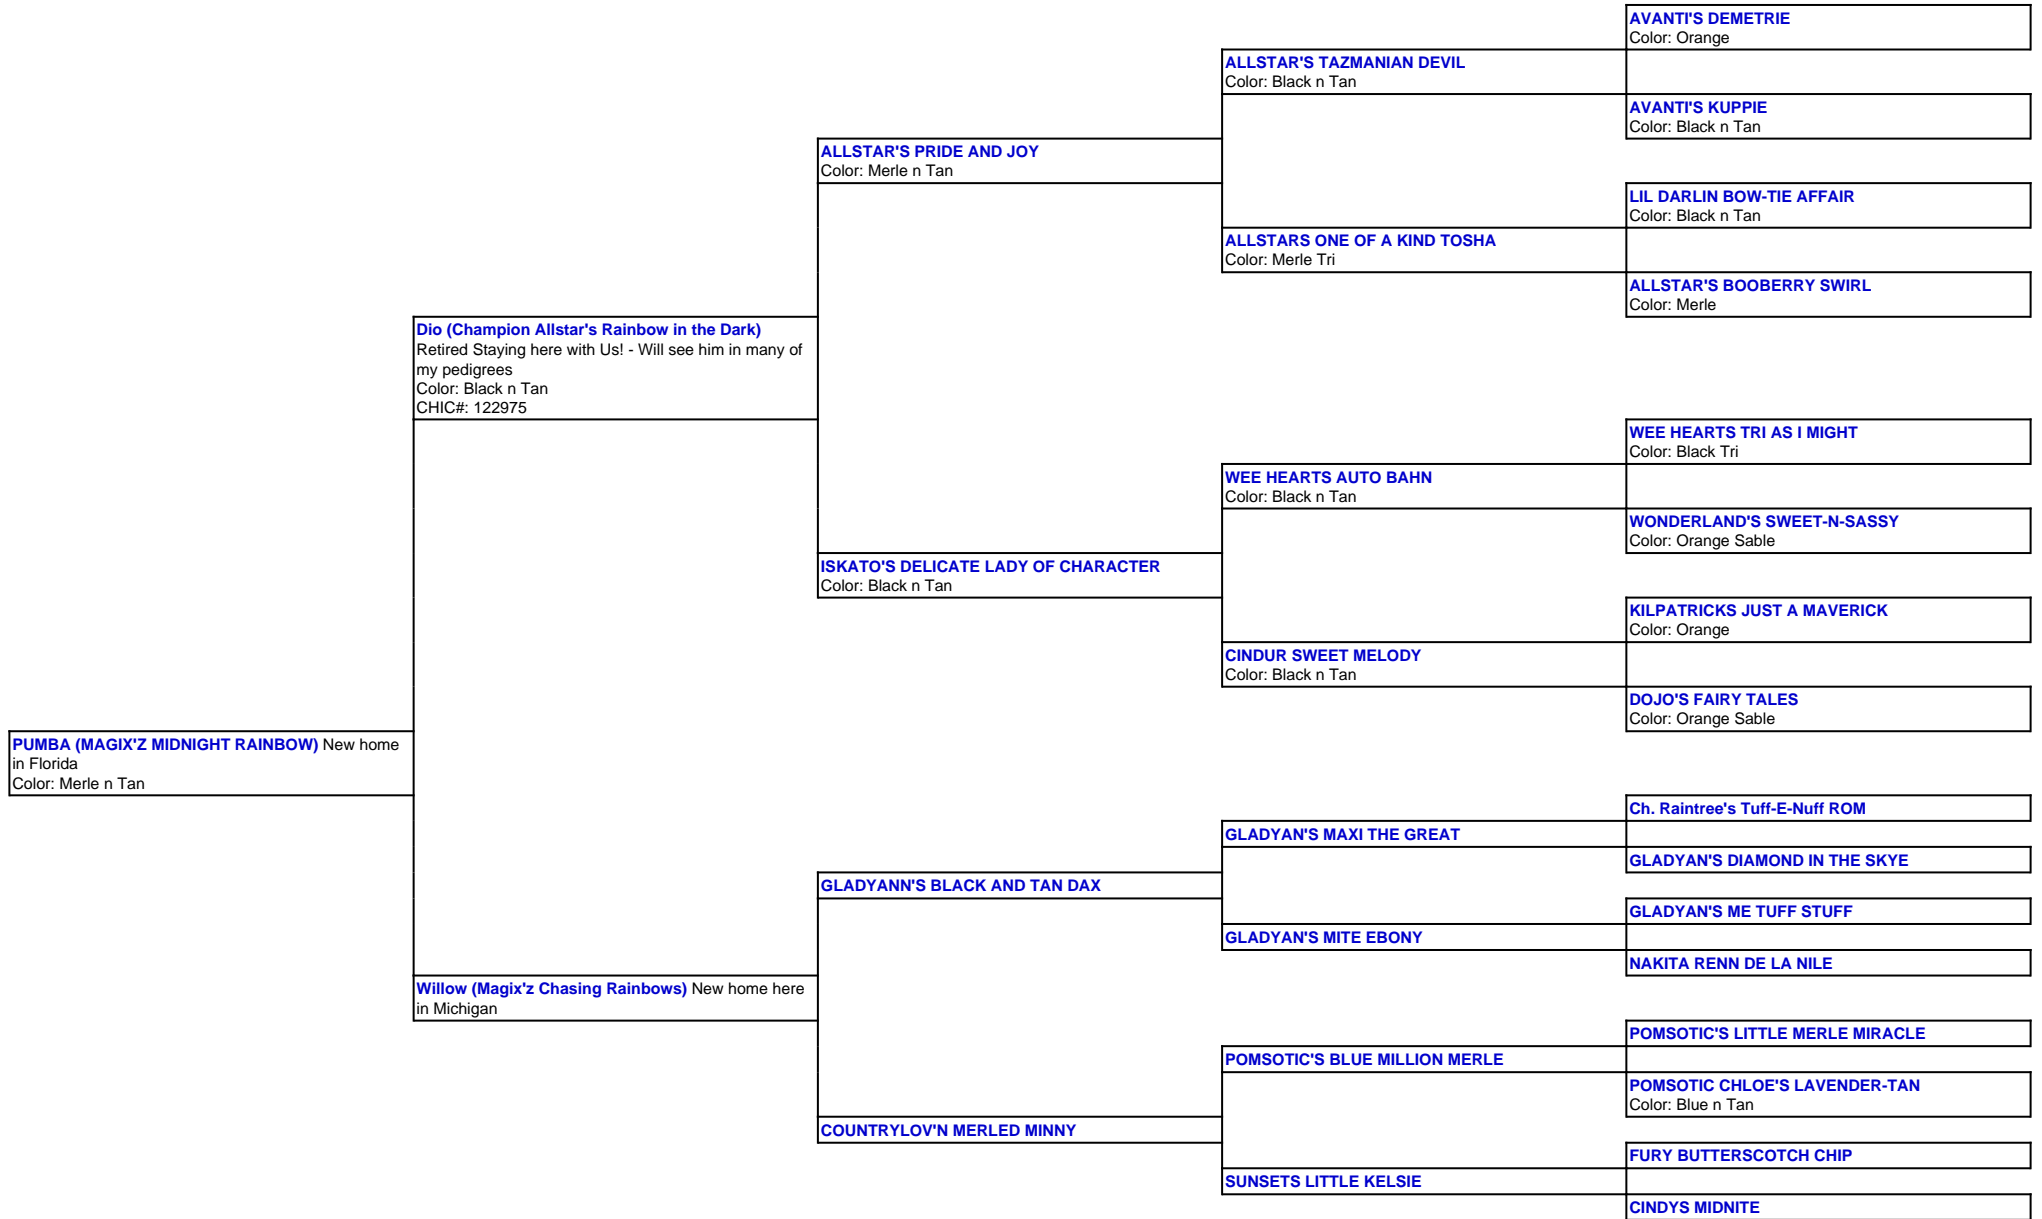 AVANTI'S DEMETRIE
Color: Orange
ALLSTAR'S TAZMANIAN DEVIL
Color: Black n Tan
AVANTI'S KUPPIE
Color: Black n Tan
ALLSTAR'S PRIDE AND JOY
Color: Merle n Tan
LIL DARLIN BOW-TIE AFFAIR
Color: Black n Tan
ALLSTARS ONE OF A KIND TOSHA
Color: Merle Tri
ALLSTAR'S BOOBERRY SWIRL
Color: Merle
Dio (Champion Allstar's Rainbow in the Dark)
Retired Staying here with Us! - Will see him in many of
my pedigrees
Color: Black n Tan
CHIC#: 122975
WEE HEARTS TRI AS I MIGHT
Color: Black Tri
WEE HEARTS AUTO BAHN
Color: Black n Tan
WONDERLAND'S SWEET-N-SASSY
Color: Orange Sable
ISKATO'S DELICATE LADY OF CHARACTER
Color: Black n Tan
KILPATRICKS JUST A MAVERICK
Color: Orange
CINDUR SWEET MELODY
Color: Black n Tan
DOJO'S FAIRY TALES
Color: Orange Sable
PUMBA (MAGIX'Z MIDNIGHT RAINBOW) New home
in Florida
Color: Merle n Tan
Ch. Raintree's Tuff-E-Nuff ROM
GLADYAN'S MAXI THE GREAT
GLADYAN'S DIAMOND IN THE SKYE
GLADYANN'S BLACK AND TAN DAX
GLADYAN'S ME TUFF STUFF
GLADYAN'S MITE EBONY
NAKITA RENN DE LA NILE
Willow (Magix'z Chasing Rainbows) New home here
in Michigan
POMSOTIC'S LITTLE MERLE MIRACLE
POMSOTIC'S BLUE MILLION MERLE
POMSOTIC CHLOE'S LAVENDER-TAN
Color: Blue n Tan
COUNTRYLOV'N MERLED MINNY
FURY BUTTERSCOTCH CHIP
SUNSETS LITTLE KELSIE
CINDYS MIDNITE